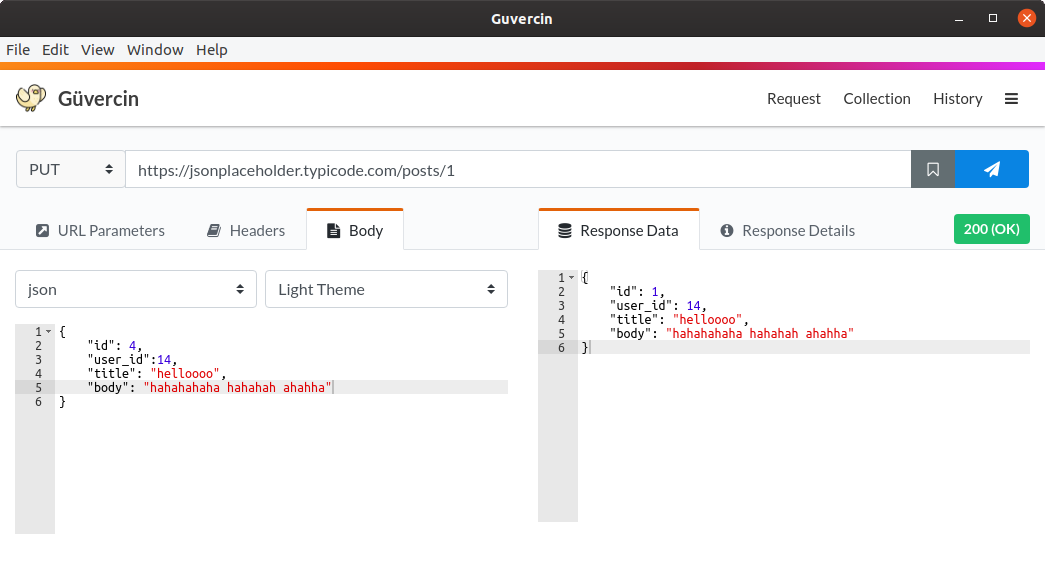 Guvercin
File Edit View Window Help
Güvercin
Request Collection History
PUT
https://jsonplaceholder.typicode.com/posts/1
URL Parameters Headers Body
Response Data Response Details 200 (OK)
json Light Theme
1 {
2 "id": 4,
3 "user_id":14,
4 "title": "helloooo",
5 "body": "hahahahaha hahahah ahahha"
6 }
1 {
2 "id": 1,
3 "user_id": 14,
4 "title": "helloooo",
5 "body": "hahahahaha hahahah ahahha"
6 }